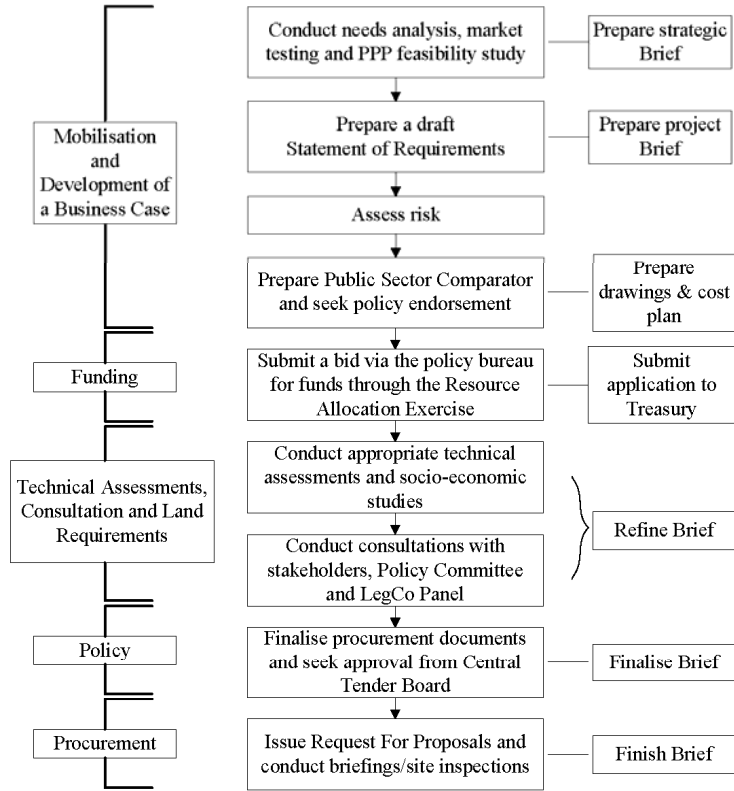 Conduct needs analysis, market
testing and PPP feasibility study
Prepare strategic
Brief
Mobilisation
and
Development of
a Business Case
Prepare a draft
Statement of Requirements
Prepare project
Brief
Assess risk
Prepare Public Sector Comparator
and seek policy endorsement
Prepare
drawings & cost
plan
Funding
Submit a bid via the policy bureau
for funds through the Resource
Allocation Exercise
Submit
application to
Treasury
Technical Assessments,
Consultation and Land
Requirements
Conduct appropriate technical
assessments and socio-economic
studies
Conduct consultations with
stakeholders, Policy Committee
and LegCo Panel
Refine Brief
Policy
Finalise procurement documents
and seek approval from Central
Tender Board
Finalise Brief
Procurement
Issue Request For Proposals and
conduct briefings/site inspections
Finish Brief